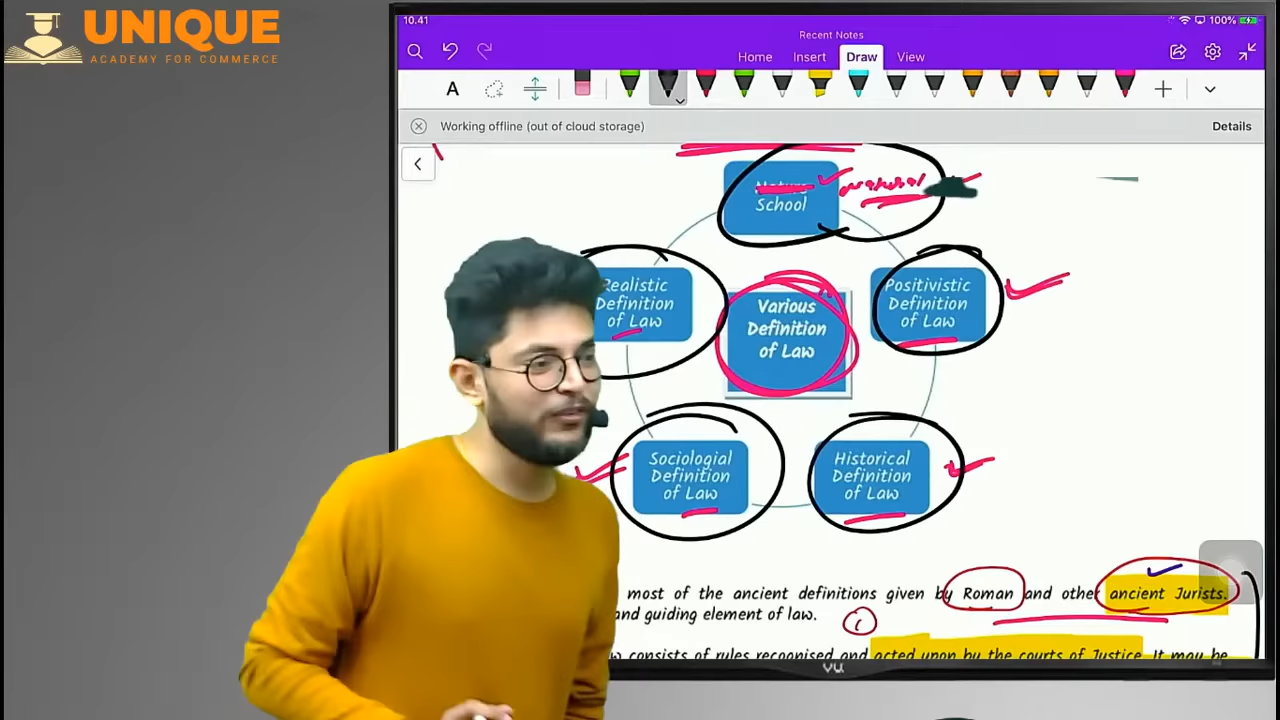 UNIQUE
ACADEMY FOR COMMERCE
10.41
100%
Recent Notes
Home Insert Draw View
A
Working offline (out of cloud storage)
Details
Nature natural
School
Realistic
Definition
of Law
Various
Definition
of Law
Positivistic
Definition
of Law
Sociologial
Definition
of Law
Historical
Definition
of Law
most of the ancient definitions given by Roman and other ancient Jurists.
and guiding element of law.
consists of rules recognised and acted upon by the courts of Justice. It may be
VU